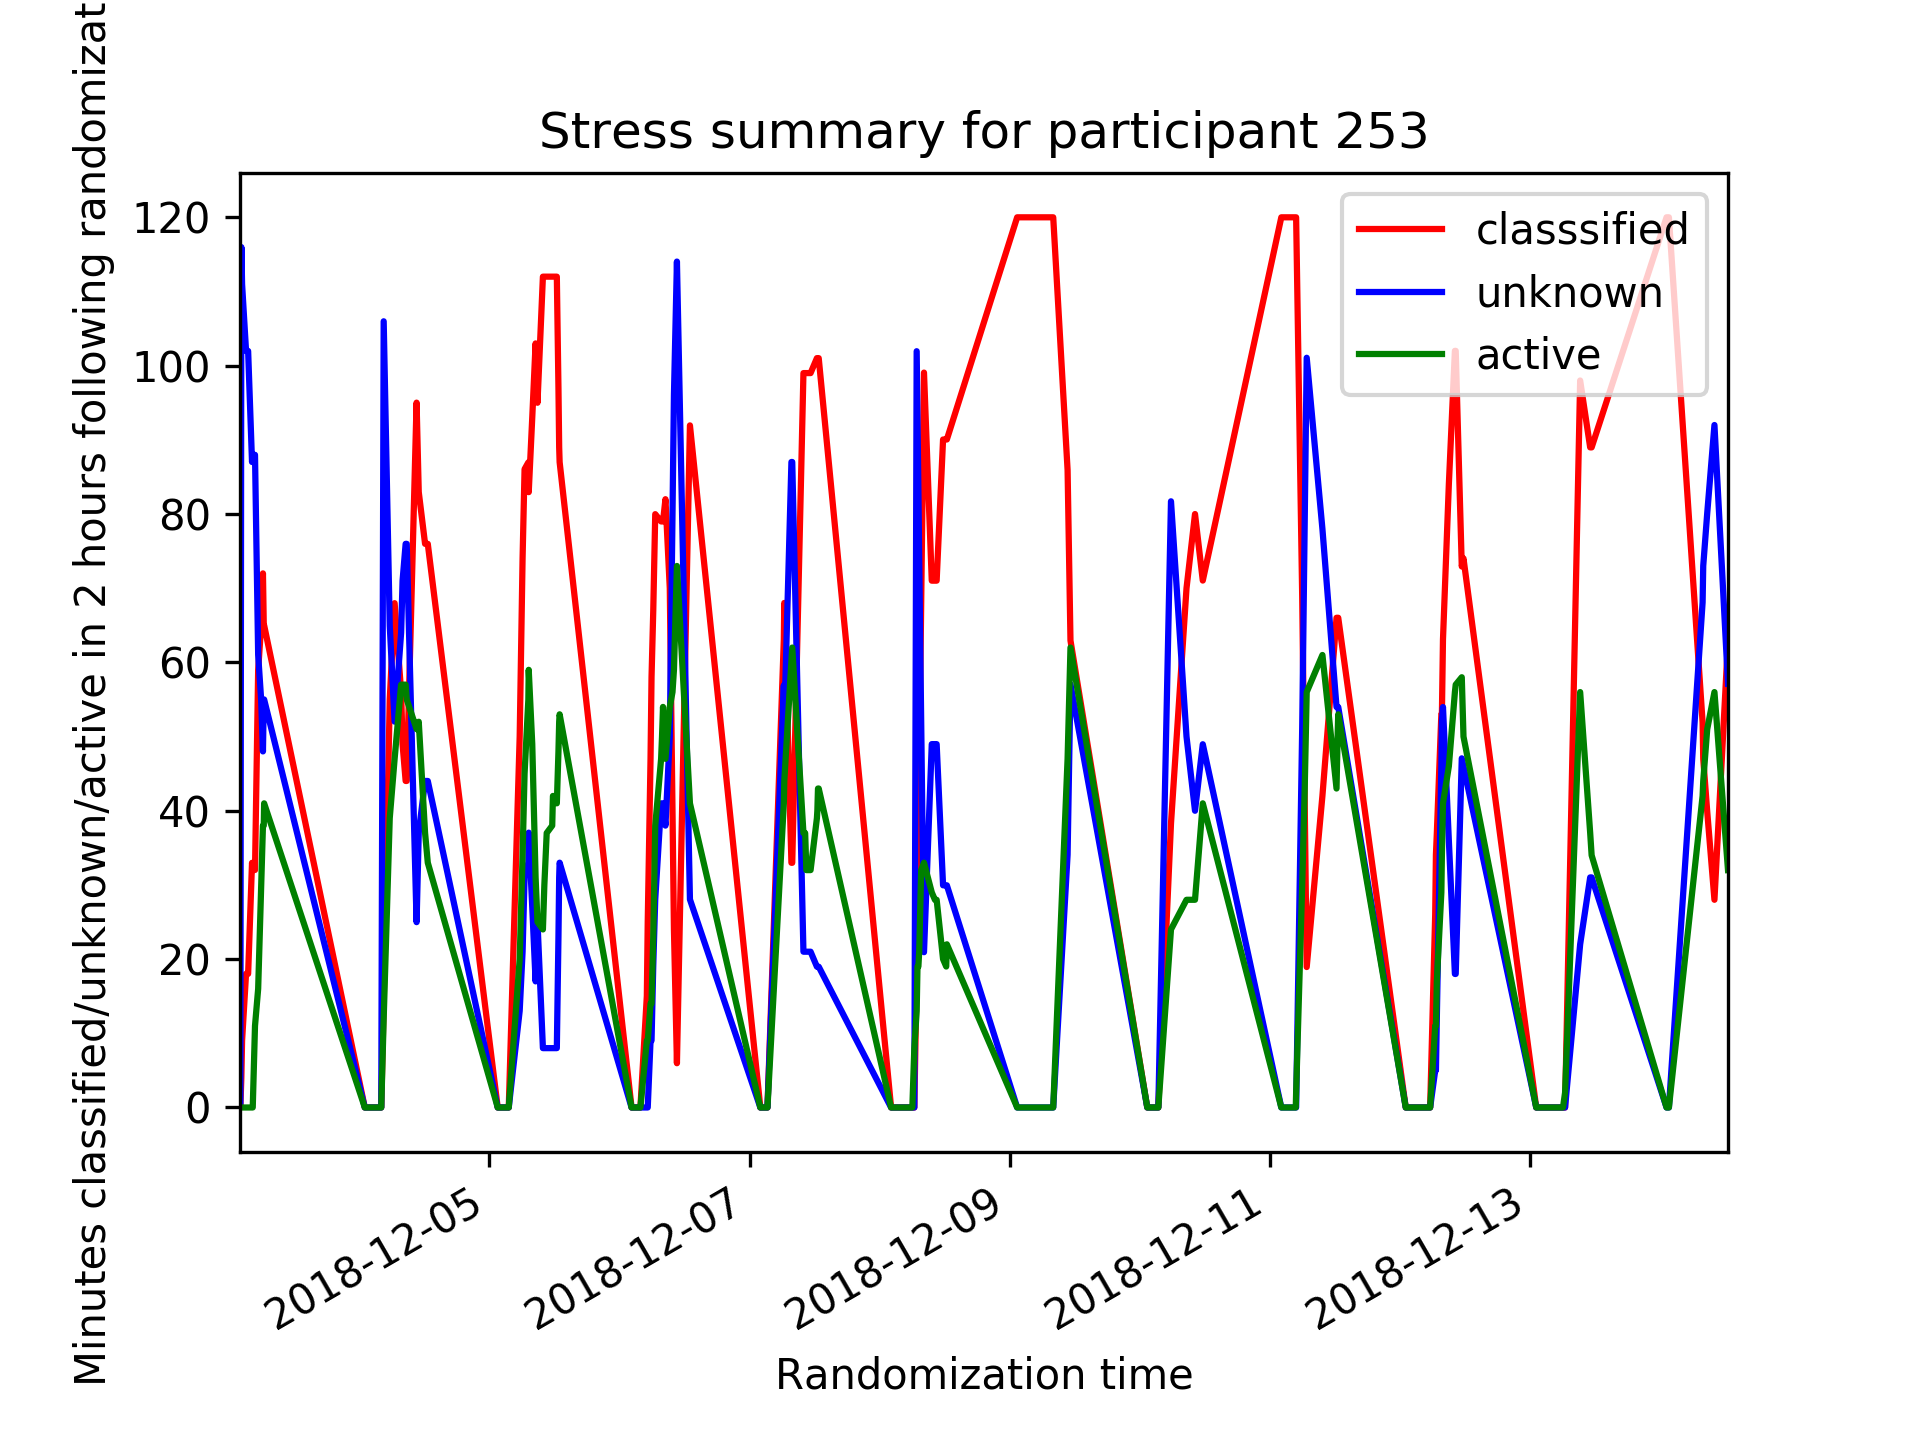 Stress summary for participant 253
Minutes classified/unknown/active in 2 hours following randomizat
120
100
80
60
40
20
0
classsified
unknown
active
2018-12-05
2018-12-07
2018-12-09
2018-12-11
2018-12-13
Randomization time